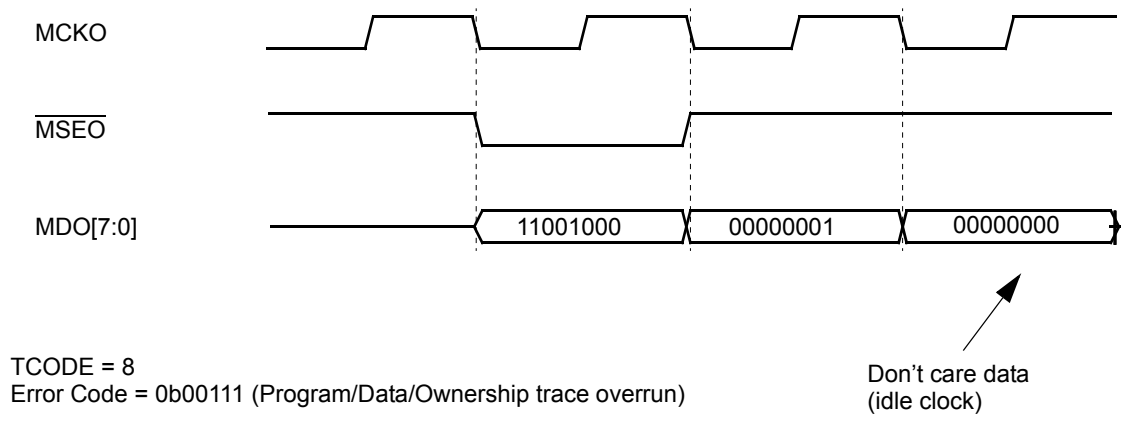 MCKO
MSEO
MDO[7:0]
11001000
00000001
00000000
TCODE = 8
Error Code = 0b00111 (Program/Data/Ownership trace overrun)
Don’t care data
(idle clock)